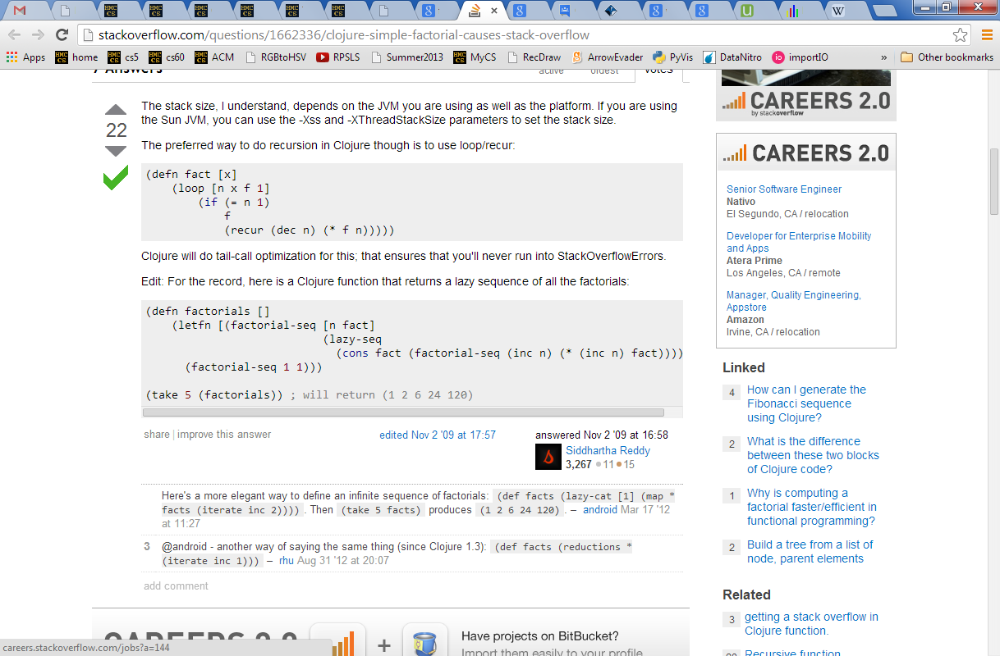 stackoverflow.com/questions/1662336/clojure-simple-factorial-causes-stack-overflow
Apps home cs5 cs60 ACM RGBtoHSV RPSLS Summer2013 MyCS RecDraw ArrowEvader PyVis DataNitro importIO » Other bookmarks
7 Answers
active oldest votes
22
The stack size, I understand, depends on the JVM you are using as well as the platform. If you are using
the Sun JVM, you can use the -Xss and -XThreadStackSize parameters to set the stack size.
The preferred way to do recursion in Clojure though is to use loop/recur:
(defn fact [x]
    (loop [n x f 1]
        (if (= n 1)
            f
            (recur (dec n) (* f n)))))
Clojure will do tail-call optimization for this; that ensures that you'll never run into StackOverflowErrors.
Edit: For the record, here is a Clojure function that returns a lazy sequence of all the factorials:
(defn factorials []
    (letfn [(factorial-seq [n fact]
                           (lazy-seq
                             (cons fact (factorial-seq (inc n) (* (inc n) fact))))
      (factorial-seq 1 1)))
(take 5 (factorials)) ; will return (1 2 6 24 120)
share | improve this answer
edited Nov 2 '09 at 17:57
answered Nov 2 '09 at 16:58
Siddhartha Reddy
3,267 ●11 ●15
Here's a more elegant way to define an infinite sequence of factorials: (def facts (lazy-cat [1] (map *
facts (iterate inc 2)))) . Then (take 5 facts) produces (1 2 6 24 120) . – android Mar 17 '12
at 11:27
3 @android - another way of saying the same thing (since Clojure 1.3): (def facts (reductions *
(iterate inc 1))) – rhu Aug 31 '12 at 20:07
add comment
CAREERS 2.0
+
Have projects on BitBucket?
Import them easily to your profile
careers.stackoverflow.com/jobs?a=144
CAREERS 2.0
by stackoverflow
CAREERS 2.0
Senior Software Engineer
Nativo
El Segundo, CA / relocation
Developer for Enterprise Mobility
and Apps
Atera Prime
Los Angeles, CA / remote
Manager, Quality Engineering,
Appstore
Amazon
Irvine, CA / relocation
Linked
4 How can I generate the
Fibonacci sequence
using Clojure?
2 What is the difference
between these two blocks
of Clojure code?
1 Why is computing a
factorial faster/efficient in
functional programming?
2 Build a tree from a list of
node, parent elements
Related
3 getting a stack overflow in
Clojure function.
Recursive function